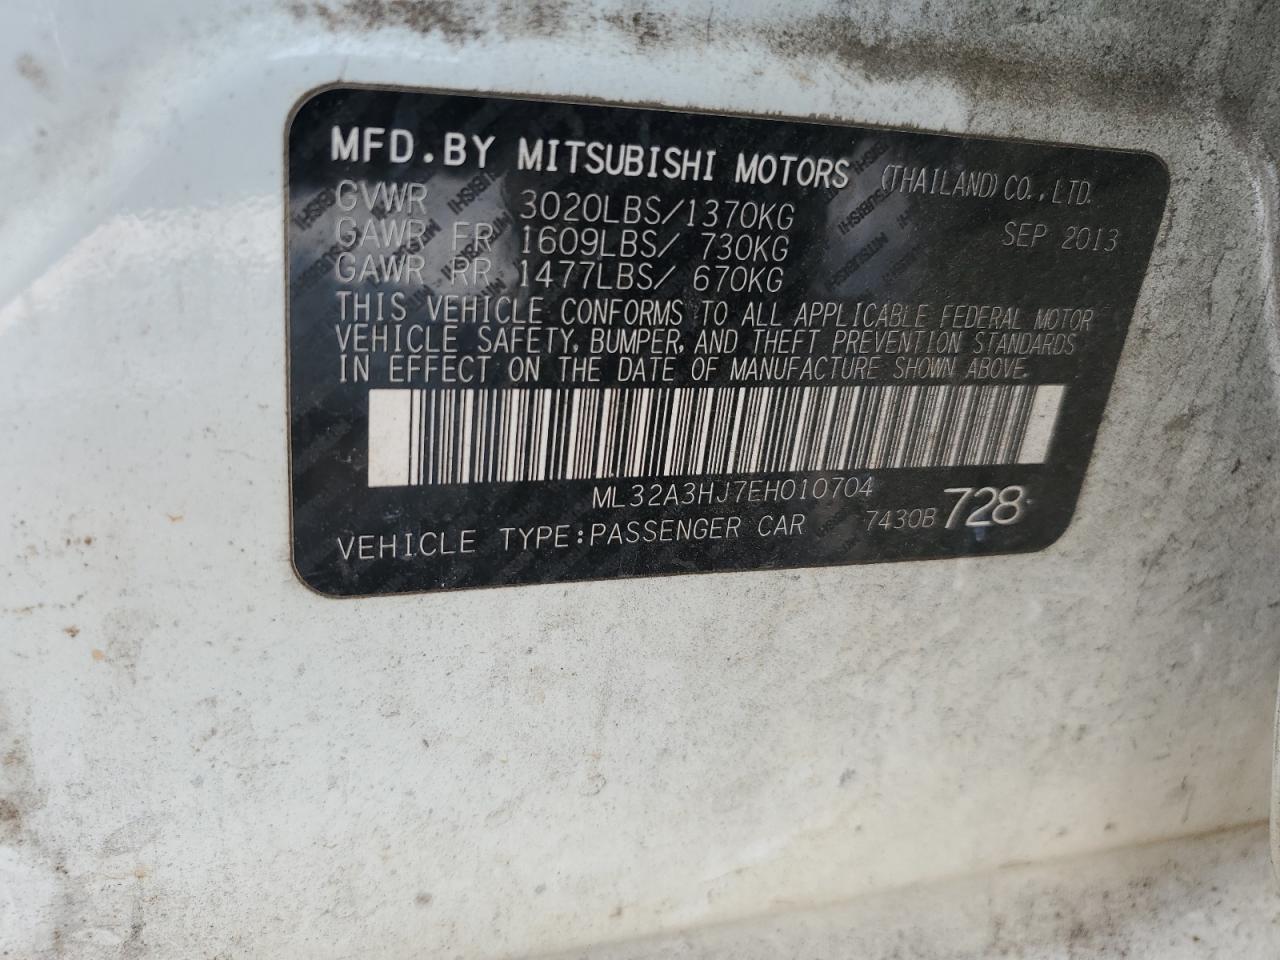 MFD.BY MITSUBISHI MOTORS (THAILAND)CO.,LTD.
GVWR 3020LBS/1370KG SEP 2013
GAWR FR 1609LBS/ 730KG
GAWR RR 1477LBS/ 670KG
THIS VEHICLE CONFORMS TO ALL APPLICABLE FEDERAL MOTOR
VEHICLE SAFETY, BUMPER, AND THEFT PREVENTION STANDARDS
IN EFFECT ON THE DATE OF MANUFACTURE SHOWN ABOVE.
ML32A3HJ7EH010704
VEHICLE TYPE:PASSENGER CAR 7430B 728